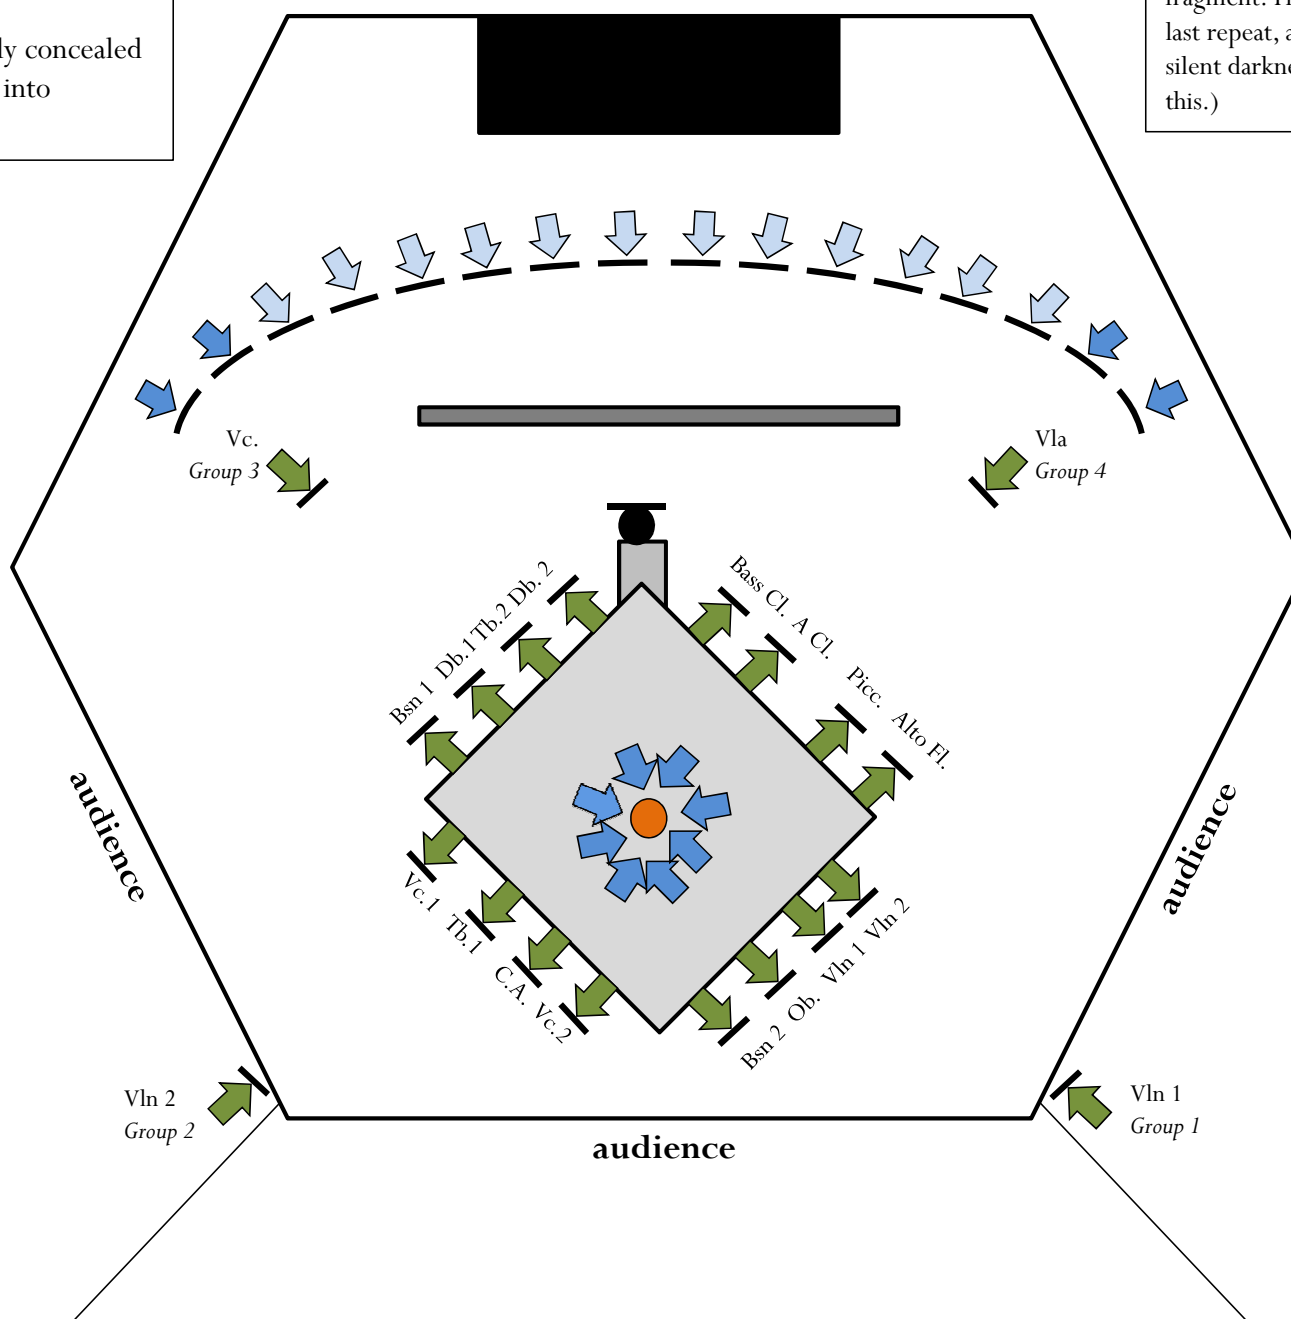 ly concealed
into
last repeat, a
silent darkne
this.)
Vc.
Group 3
Vla
Group 4
Bsn 1 Db.1 Tb.2 Db. 2
Bass Cl. A Cl. Picc. Alto Fl.
audience
audience
Vc.1 Tb.1 C.A. Vc.2
Bsn 2 Ob. Vln 1 Vln 2
Vln 2
Group 2
Vln 1
Group 1
audience